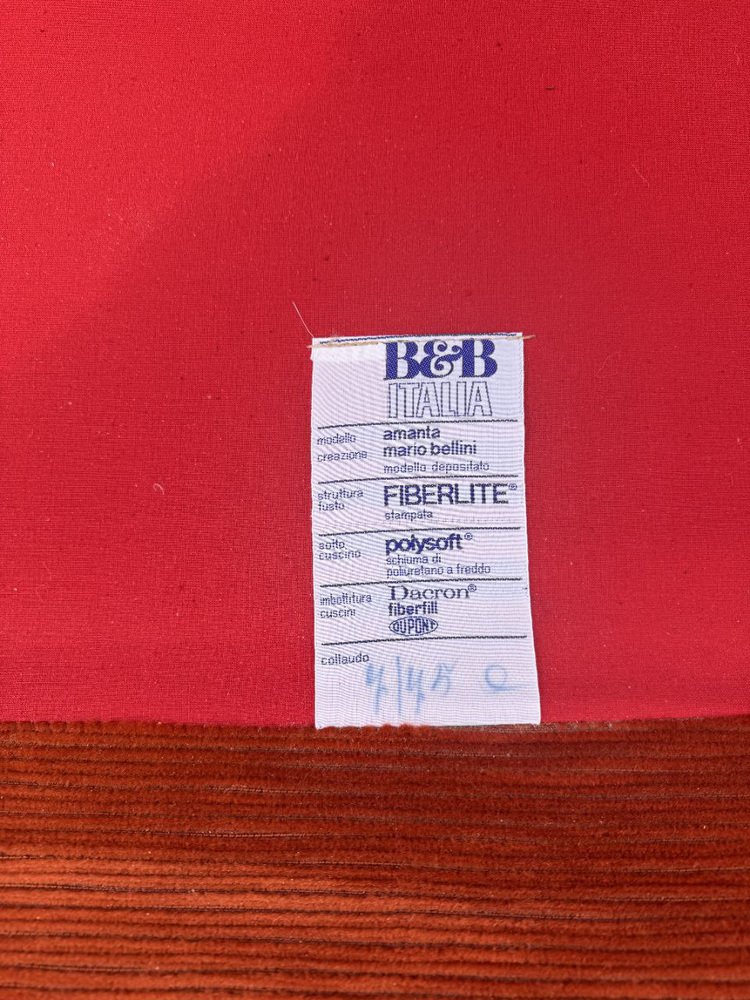 B&B
ITALIA
modello amanta
creazione mario bellini
modello depositato
struttura fusto FIBERLITE®
stampata
sotto cuscino polysoft®
schiuma di
poliuretano a freddo
imbottitura cuscini Dacron®
fiberfill
DUPONT
collaudo